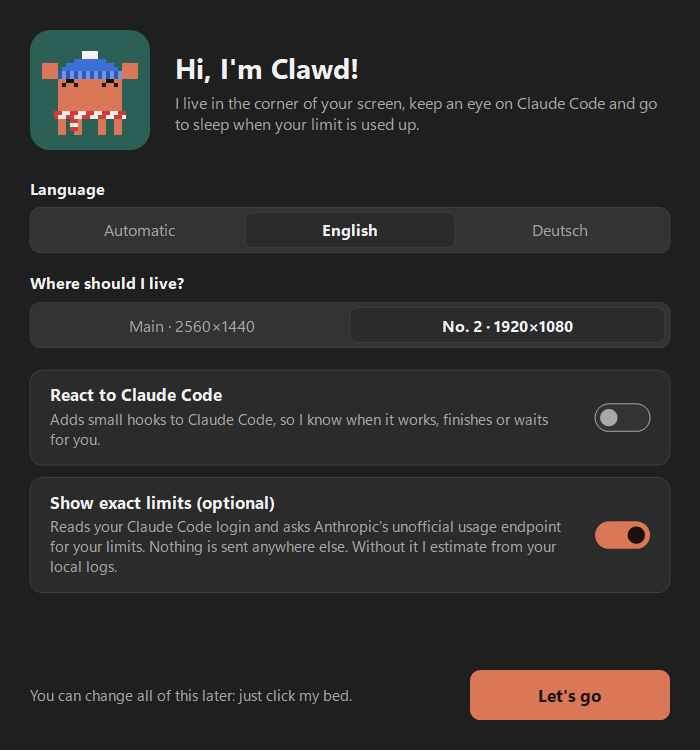 Hi, I'm Clawd!
I live in the corner of your screen, keep an eye on Claude Code and go
to sleep when your limit is used up.
Language
Automatic
English
Deutsch
Where should I live?
Main · 2560×1440
No. 2 · 1920×1080
React to Claude Code
Adds small hooks to Claude Code, so I know when it works, finishes or waits
for you.
Show exact limits (optional)
Reads your Claude Code login and asks Anthropic's unofficial usage endpoint
for your limits. Nothing is sent anywhere else. Without it I estimate from your
local logs.
You can change all of this later: just click my bed.
Let's go